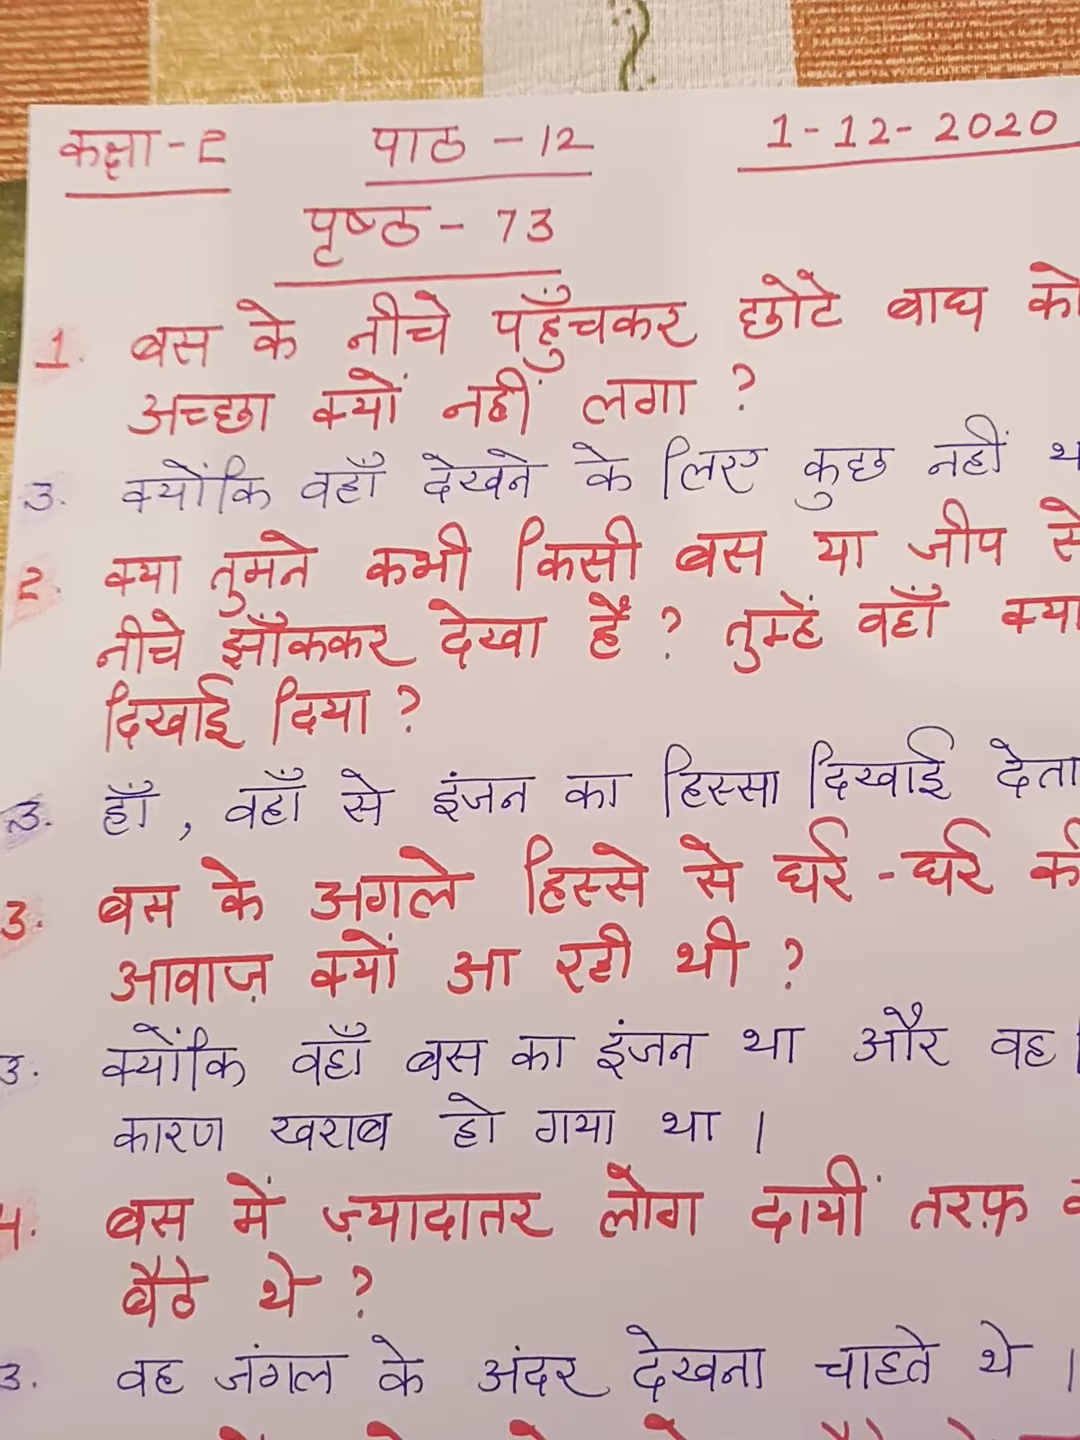 कक्षा-2 पाठ -12 1-12-2020
पृष्ठ- 73
1. बस के नीचे पहुँचकर छोटे बाघ को
अच्छा क्यों नहीं लगा ?
उ. क्योंकि वहाँ देखने के लिए कुछ नहीं
2. क्या तुमने कभी किसी बस या जीप से
नीचे झाँककर देखा है ? तुम्हें वहाँ क्या
दिखाई दिया ?
उ. हाँ , वहाँ से इंजन का हिस्सा दिखाई देता
3. बस के अगले हिस्से से घर्र -घर्र
आवाज़ क्यों आ रही थी ?
उ. क्योंकि वहाँ बस का इंजन था और वह
कारण खराब हो गया था ।
4. बस में ज़्यादातर लोग दायीं तरफ़
बैठे थे ?
उ. वह जंगल के अंदर देखना चाहते थे ।